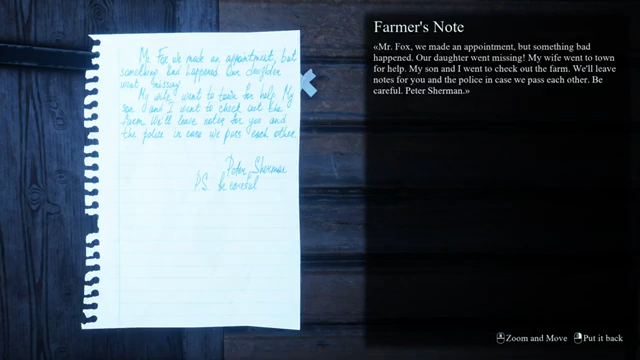 Mr. Fox, we made an appointment, but
something bad happened. Our daughter
went missing!
My wife went to town for help. My
son and I went to check out the
farm. We'll leave notes for you and
the police in case we pass each other.
Peter Sherman
P.S. be careful
Farmer's Note
«Mr. Fox, we made an appointment, but something bad
happened. Our daughter went missing! My wife went to town
for help. My son and I went to check out the farm. We'll leave
notes for you and the police in case we pass each other. Be
careful. Peter Sherman.»
Zoom and Move Put it back